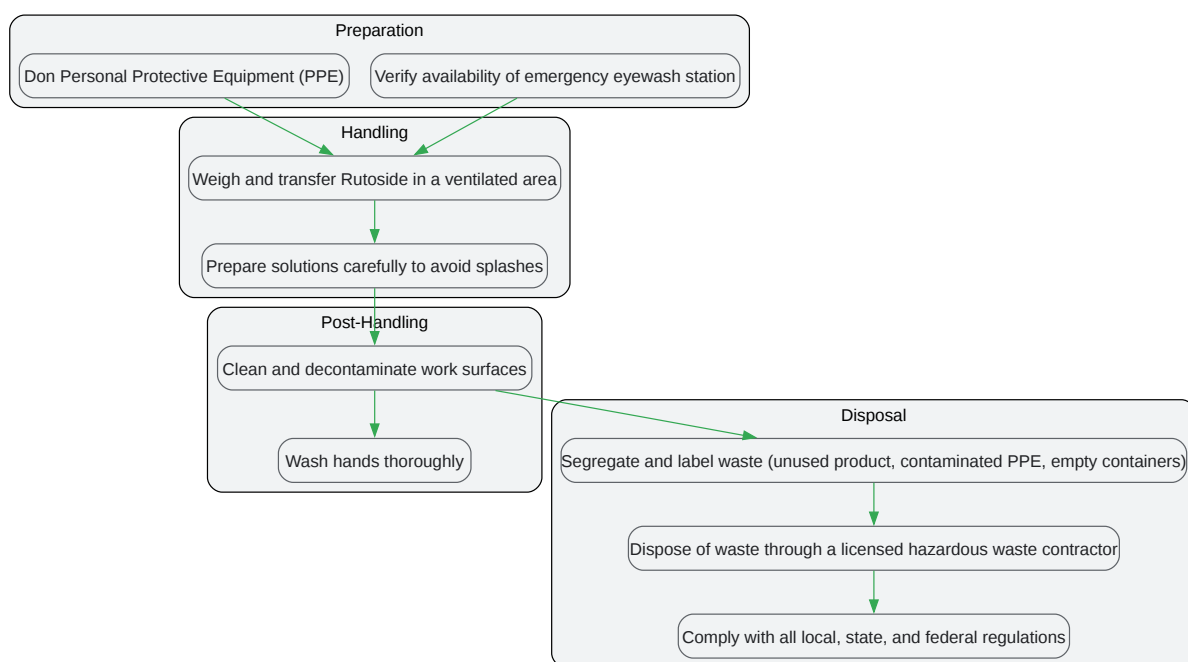 Preparation
Don Personal Protective Equipment (PPE)
Verify availability of emergency eyewash station
Handling
Weigh and transfer Rutoside in a ventilated area
Prepare solutions carefully to avoid splashes
Post-Handling
Clean and decontaminate work surfaces
Wash hands thoroughly
Disposal
Segregate and label waste (unused product, contaminated PPE, empty containers)
Dispose of waste through a licensed hazardous waste contractor
Comply with all local, state, and federal regulations